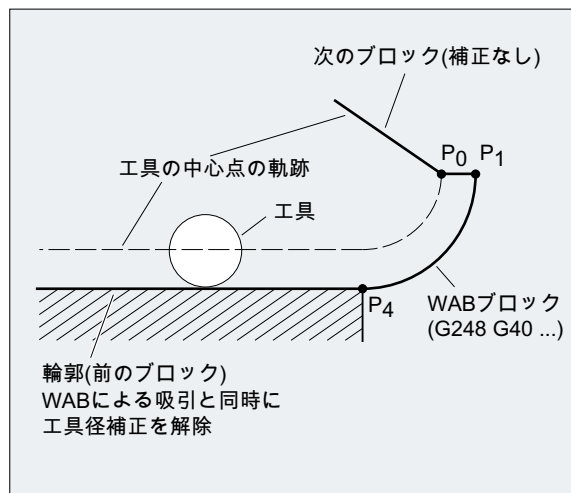 次のブロック(補正なし)
P0 P1
工具の中心点の軌跡
工具
P4
WABブロック
(G248 G40 ...)
輪郭(前のブロック)
WABによる吸引と同時に
工具径補正を解除